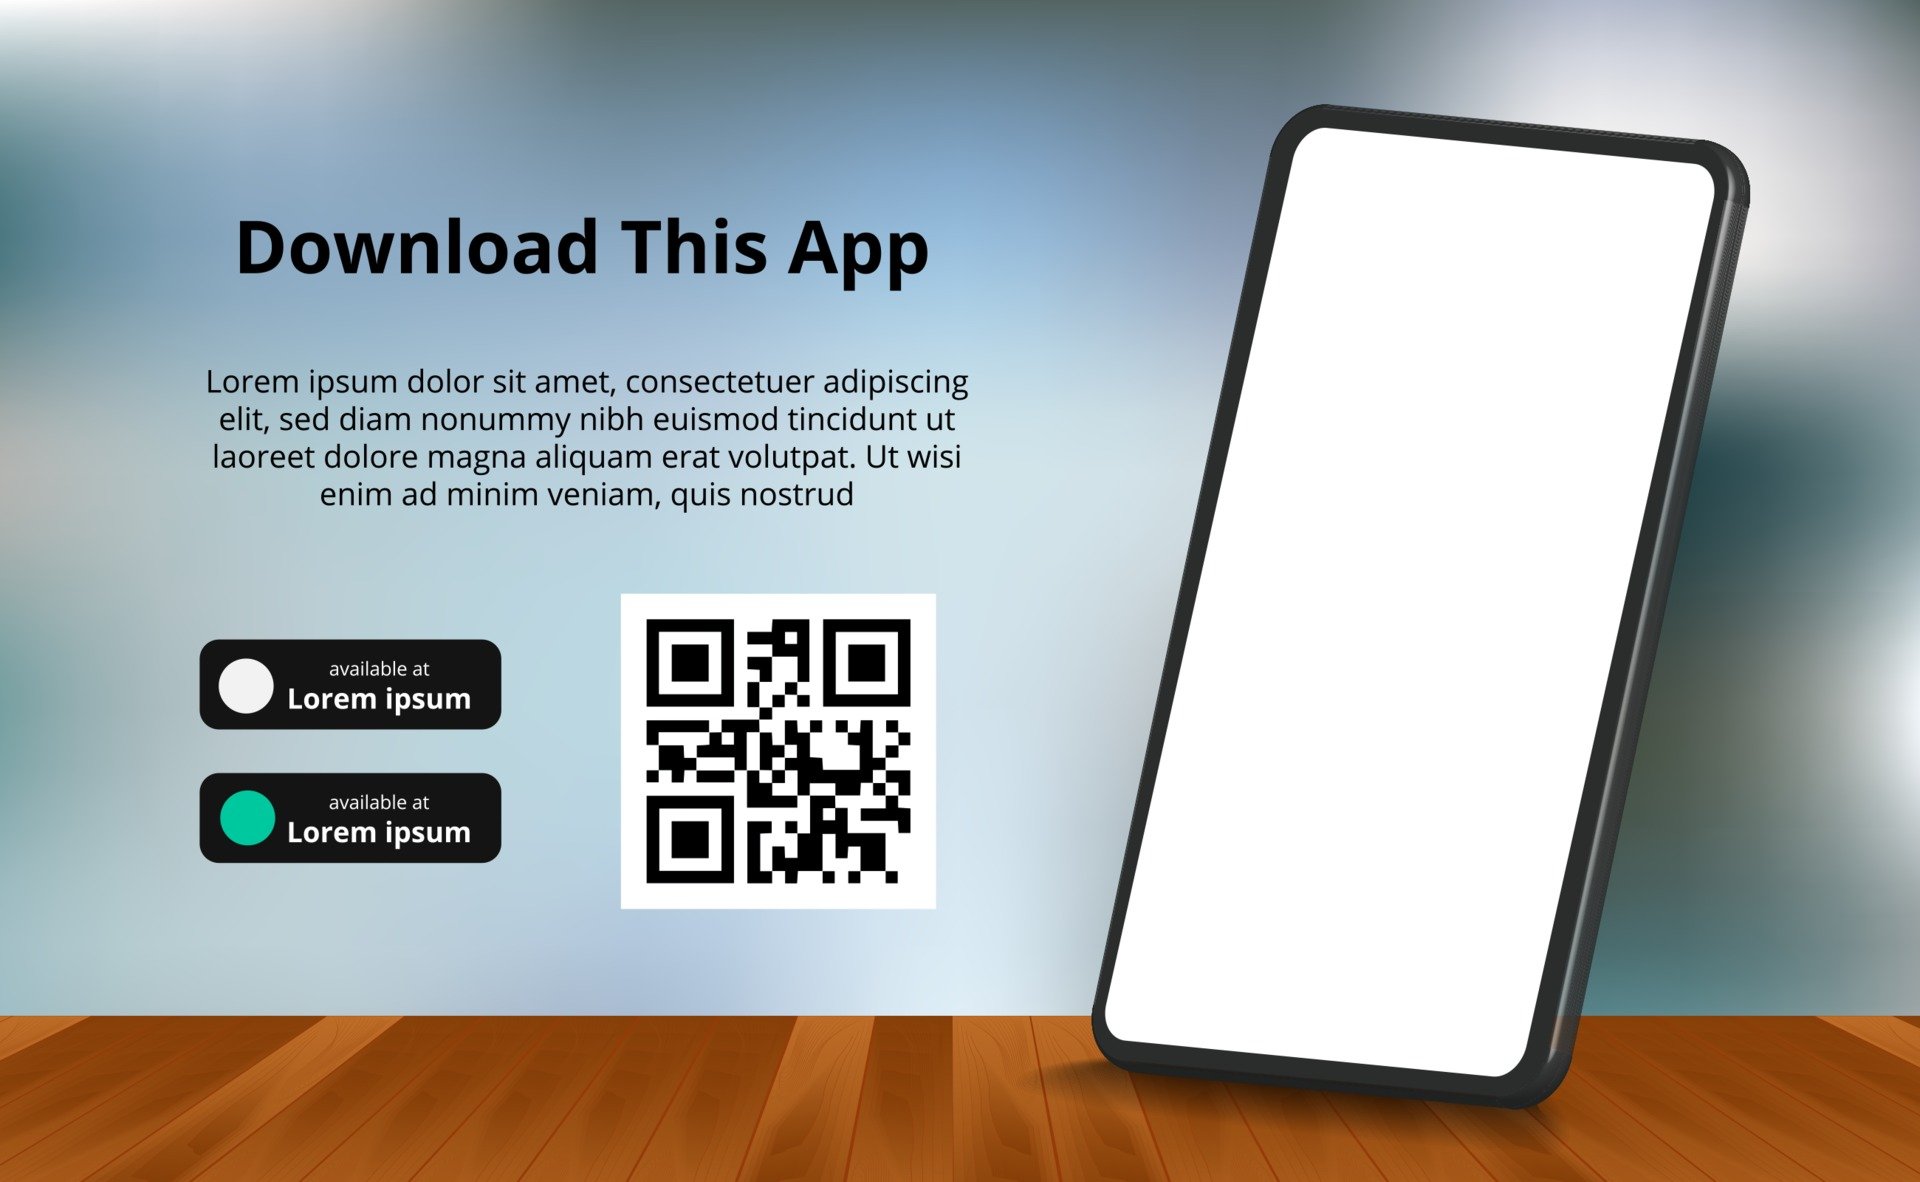 Download This App
Lorem ipsum dolor sit amet, consectetuer adipiscing
elit, sed diam nonummy nibh euismod tincidunt ut
laoreet dolore magna aliquam erat volutpat. Ut wisi
enim ad minim veniam, quis nostrud
available at
Lorem ipsum
available at
Lorem ipsum